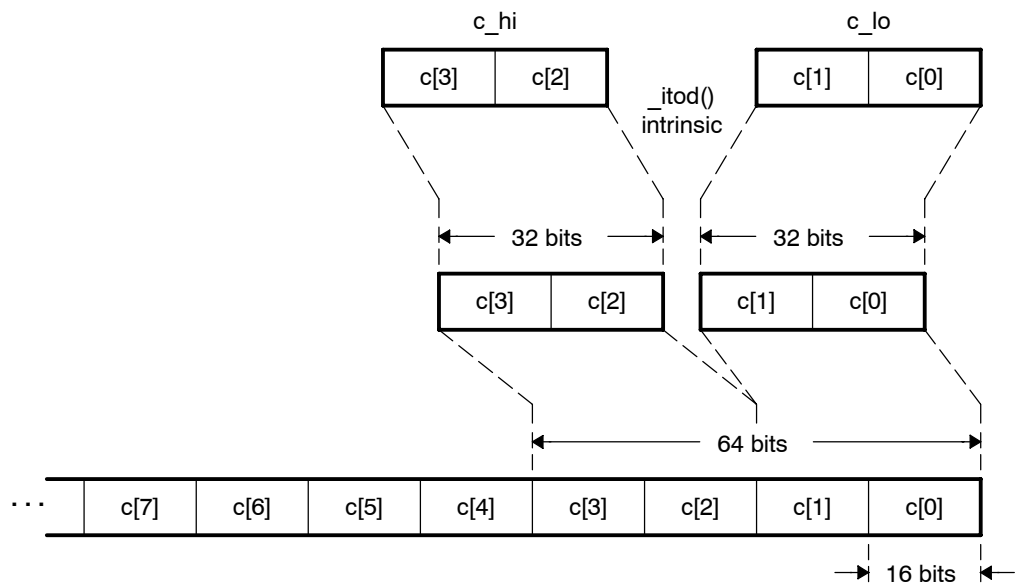 c_hi
c_lo
c[3] c[2]
c[1] c[0]
_itod()
intrinsic
32 bits
32 bits
c[3] c[2]
c[1] c[0]
64 bits
... c[7] c[6] c[5] c[4] c[3] c[2] c[1] c[0]
16 bits